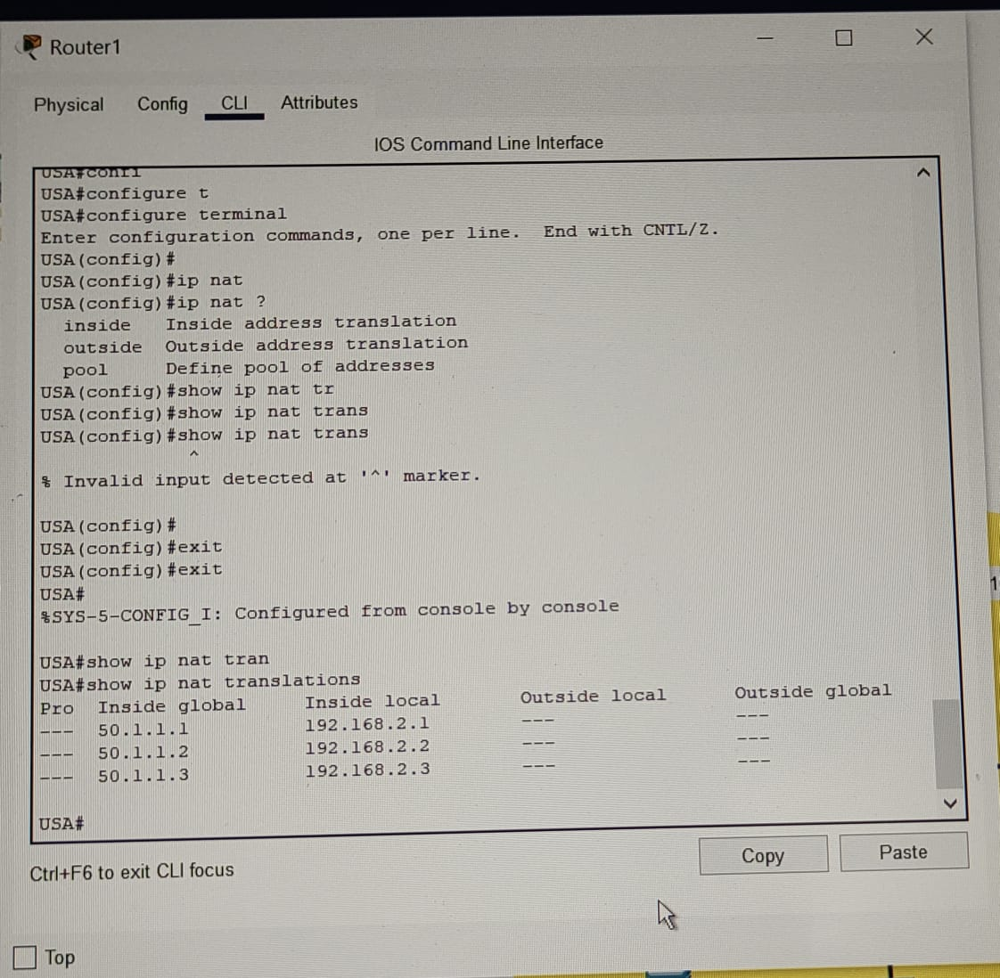 Router1
Physical Config CLI Attributes
IOS Command Line Interface
USA#confi
USA#configure t
USA#configure terminal
Enter configuration commands, one per line. End with CNTL/Z.
USA(config)#
USA(config)#ip nat
USA(config)#ip nat ?
inside Inside address translation
outside Outside address translation
pool Define pool of addresses
USA(config)#show ip nat tr
USA(config)#show ip nat trans
USA(config)#show ip nat trans
^
% Invalid input detected at '^' marker.
USA(config)#
USA(config)#exit
USA(config)#exit
USA#
%SYS-5-CONFIG_I: Configured from console by console
USA#show ip nat tran
USA#show ip nat translations
Pro Inside global Inside local Outside local Outside global
--- 50.1.1.1 192.168.2.1 --- ---
--- 50.1.1.2 192.168.2.2 --- ---
--- 50.1.1.3 192.168.2.3 --- ---
USA#
Ctrl+F6 to exit CLI focus
Copy Paste
Top
1